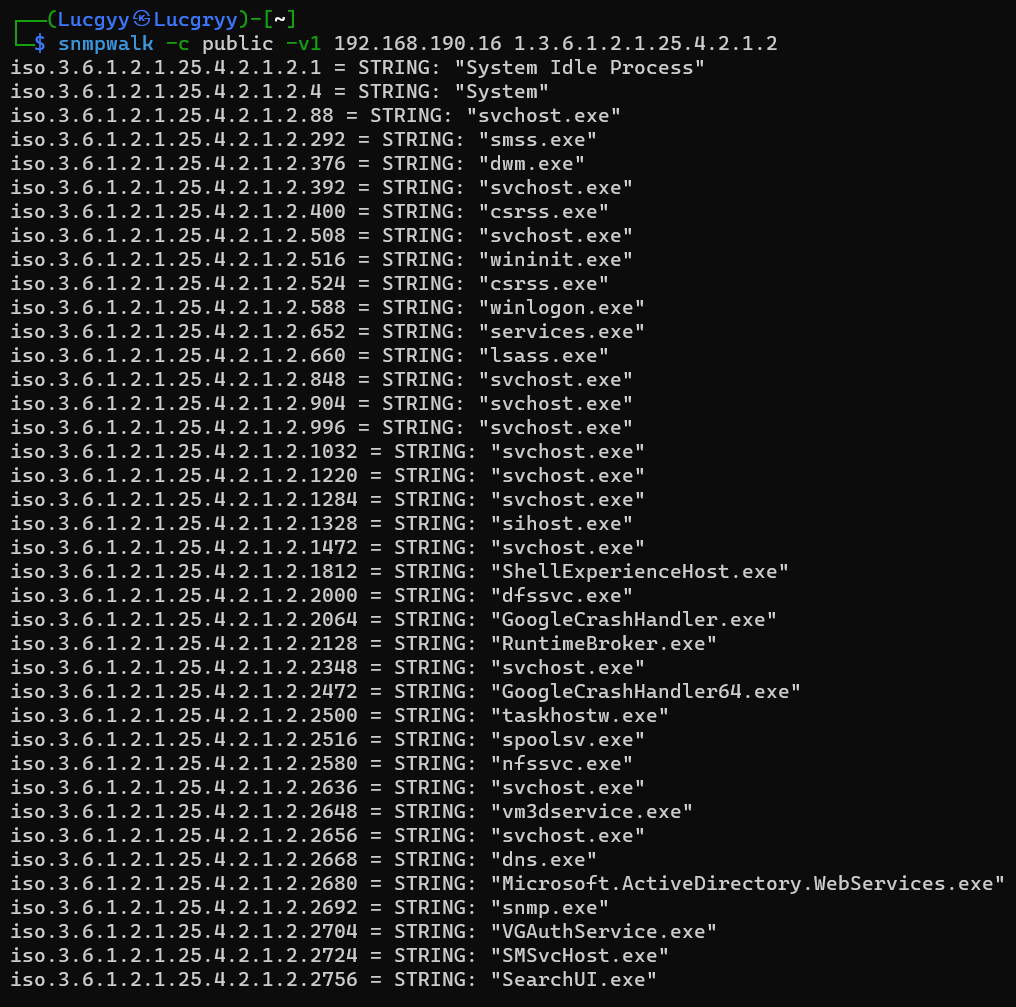 ┌──(Lucgyy㉿Lucgryy)-[~]
└─$ snmpwalk -c public -v1 192.168.190.16 1.3.6.1.2.1.25.4.2.1.2
iso.3.6.1.2.1.25.4.2.1.2.1 = STRING: "System Idle Process"
iso.3.6.1.2.1.25.4.2.1.2.4 = STRING: "System"
iso.3.6.1.2.1.25.4.2.1.2.88 = STRING: "svchost.exe"
iso.3.6.1.2.1.25.4.2.1.2.292 = STRING: "smss.exe"
iso.3.6.1.2.1.25.4.2.1.2.376 = STRING: "dwm.exe"
iso.3.6.1.2.1.25.4.2.1.2.392 = STRING: "svchost.exe"
iso.3.6.1.2.1.25.4.2.1.2.400 = STRING: "csrss.exe"
iso.3.6.1.2.1.25.4.2.1.2.508 = STRING: "svchost.exe"
iso.3.6.1.2.1.25.4.2.1.2.516 = STRING: "wininit.exe"
iso.3.6.1.2.1.25.4.2.1.2.524 = STRING: "csrss.exe"
iso.3.6.1.2.1.25.4.2.1.2.588 = STRING: "winlogon.exe"
iso.3.6.1.2.1.25.4.2.1.2.652 = STRING: "services.exe"
iso.3.6.1.2.1.25.4.2.1.2.660 = STRING: "lsass.exe"
iso.3.6.1.2.1.25.4.2.1.2.848 = STRING: "svchost.exe"
iso.3.6.1.2.1.25.4.2.1.2.904 = STRING: "svchost.exe"
iso.3.6.1.2.1.25.4.2.1.2.996 = STRING: "svchost.exe"
iso.3.6.1.2.1.25.4.2.1.2.1032 = STRING: "svchost.exe"
iso.3.6.1.2.1.25.4.2.1.2.1220 = STRING: "svchost.exe"
iso.3.6.1.2.1.25.4.2.1.2.1284 = STRING: "svchost.exe"
iso.3.6.1.2.1.25.4.2.1.2.1328 = STRING: "sihost.exe"
iso.3.6.1.2.1.25.4.2.1.2.1472 = STRING: "svchost.exe"
iso.3.6.1.2.1.25.4.2.1.2.1812 = STRING: "ShellExperienceHost.exe"
iso.3.6.1.2.1.25.4.2.1.2.2000 = STRING: "dfssvc.exe"
iso.3.6.1.2.1.25.4.2.1.2.2064 = STRING: "GoogleCrashHandler.exe"
iso.3.6.1.2.1.25.4.2.1.2.2128 = STRING: "RuntimeBroker.exe"
iso.3.6.1.2.1.25.4.2.1.2.2348 = STRING: "svchost.exe"
iso.3.6.1.2.1.25.4.2.1.2.2472 = STRING: "GoogleCrashHandler64.exe"
iso.3.6.1.2.1.25.4.2.1.2.2500 = STRING: "taskhostw.exe"
iso.3.6.1.2.1.25.4.2.1.2.2516 = STRING: "spoolsv.exe"
iso.3.6.1.2.1.25.4.2.1.2.2580 = STRING: "nfssvc.exe"
iso.3.6.1.2.1.25.4.2.1.2.2636 = STRING: "svchost.exe"
iso.3.6.1.2.1.25.4.2.1.2.2648 = STRING: "vm3dservice.exe"
iso.3.6.1.2.1.25.4.2.1.2.2656 = STRING: "svchost.exe"
iso.3.6.1.2.1.25.4.2.1.2.2668 = STRING: "dns.exe"
iso.3.6.1.2.1.25.4.2.1.2.2680 = STRING: "Microsoft.ActiveDirectory.WebServices.exe"
iso.3.6.1.2.1.25.4.2.1.2.2692 = STRING: "snmp.exe"
iso.3.6.1.2.1.25.4.2.1.2.2704 = STRING: "VGAuthService.exe"
iso.3.6.1.2.1.25.4.2.1.2.2724 = STRING: "SMSvcHost.exe"
iso.3.6.1.2.1.25.4.2.1.2.2756 = STRING: "SearchUI.exe"